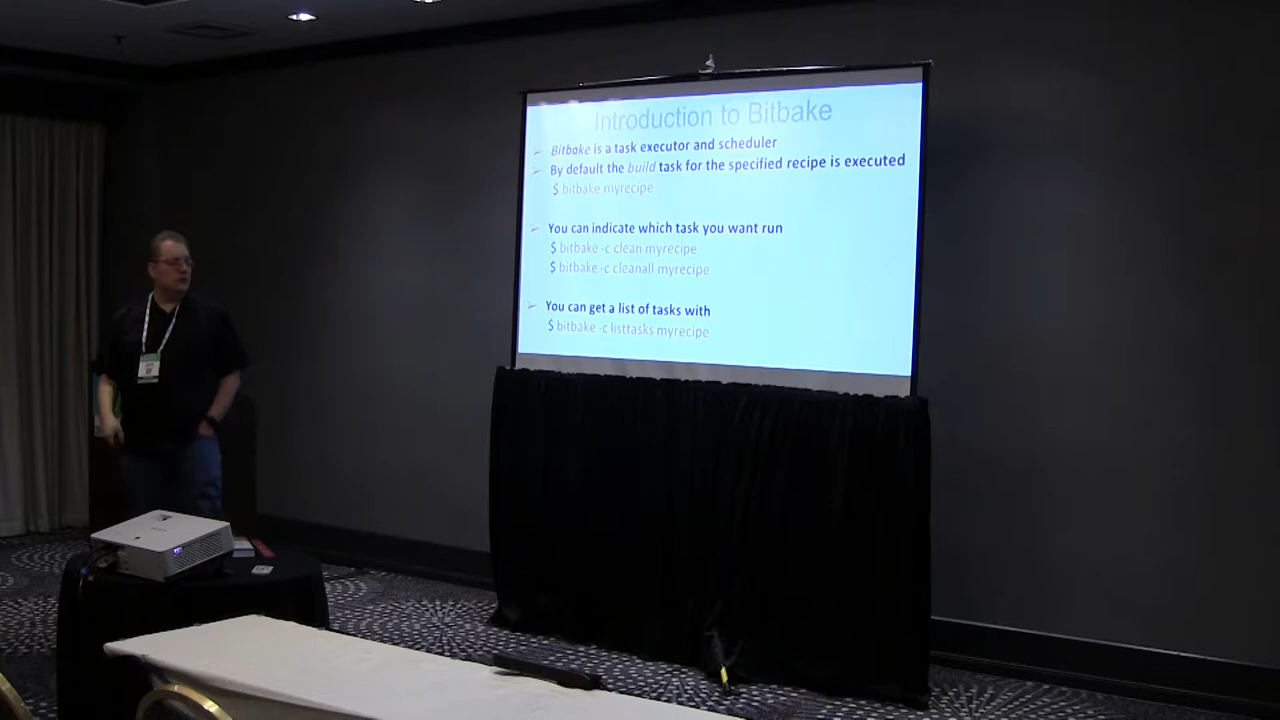 Introduction to Bitbake
Bitbake is a task executor and scheduler
By default the build task for the specified recipe is executed
$ bitbake myrecipe
You can indicate which task you want run
$ bitbake -c clean myrecipe
$ bitbake -c cleanall myrecipe
You can get a list of tasks with
$ bitbake -c listtasks myrecipe